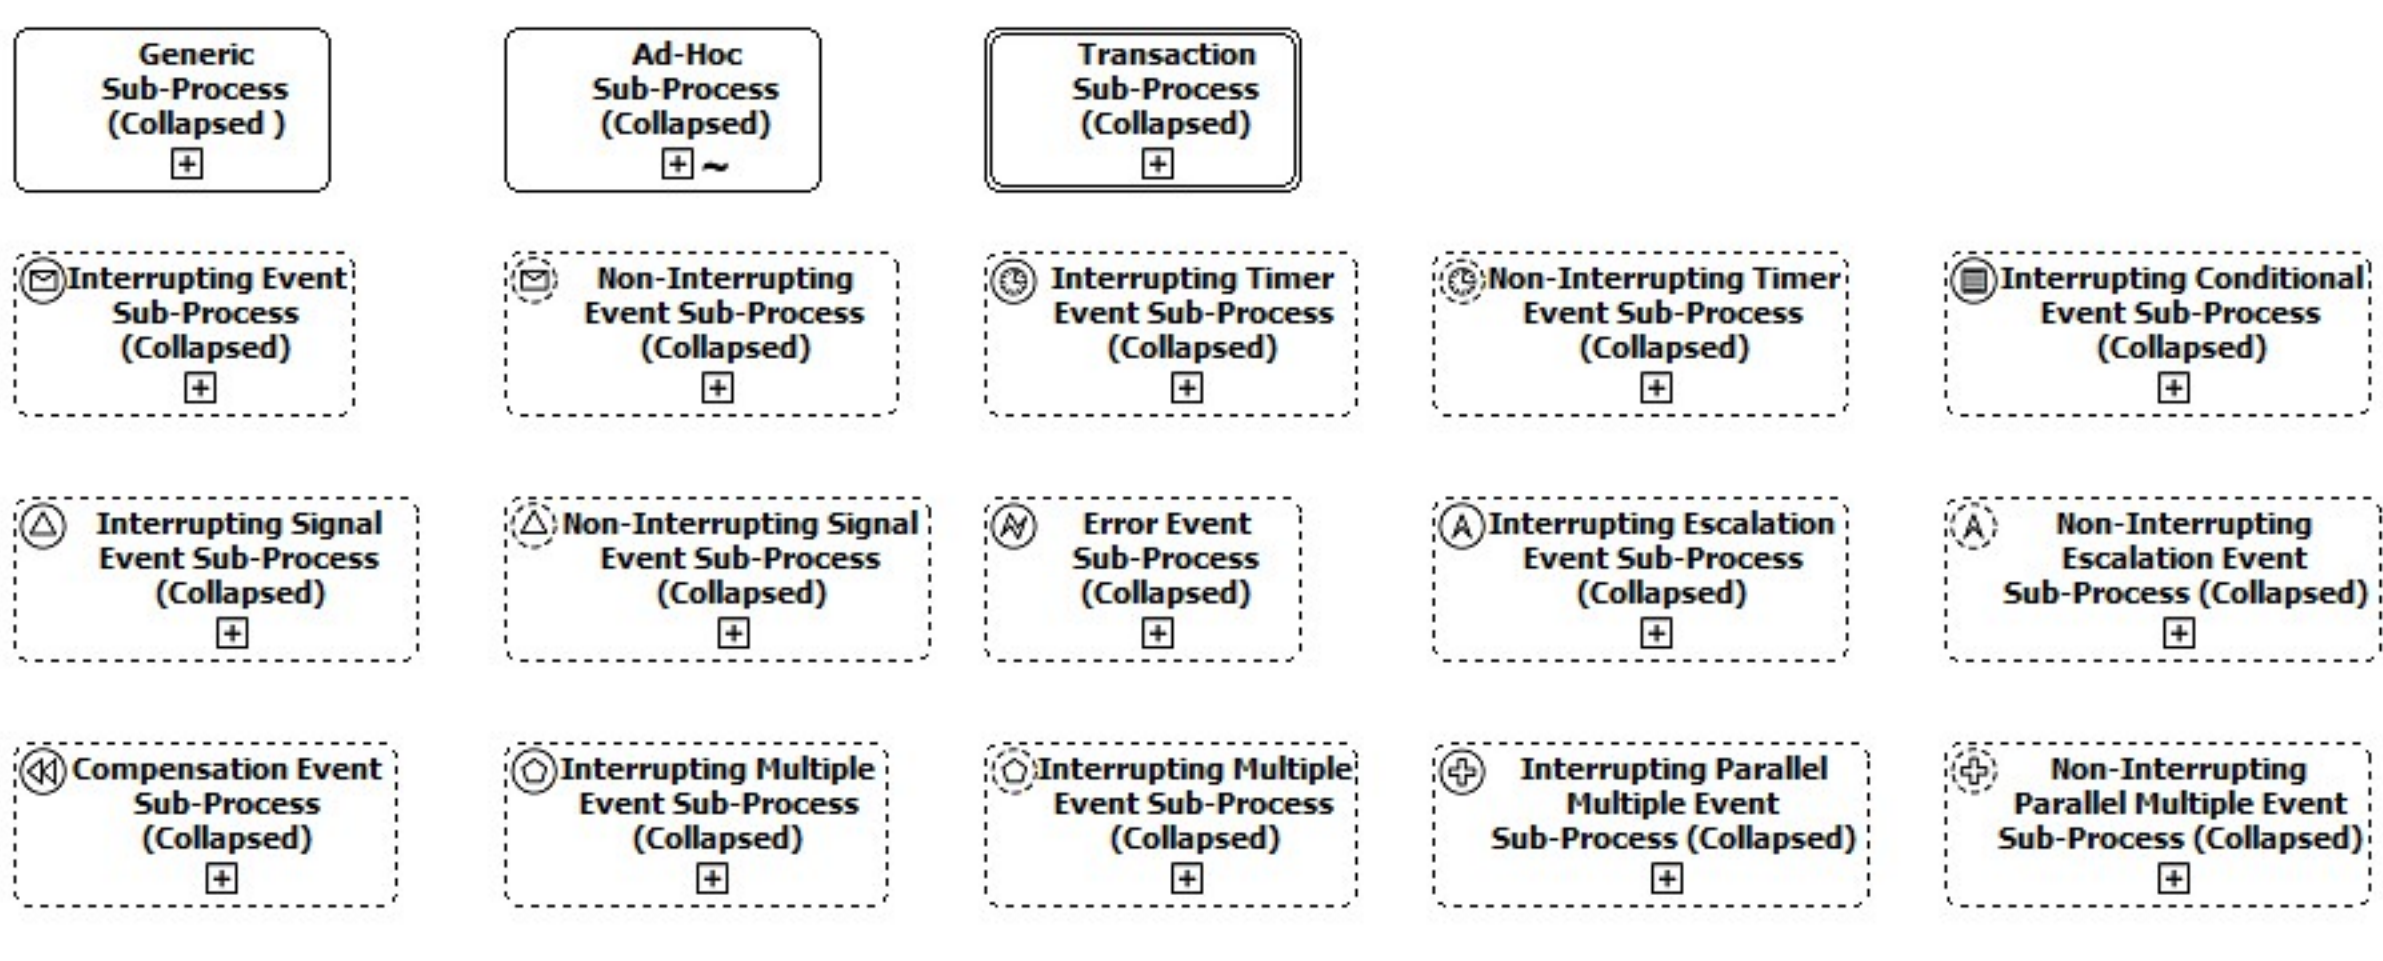 Generic
Sub-Process
(Collapsed )
Ad-Hoc
Sub-Process
(Collapsed)
~
Transaction
Sub-Process
(Collapsed)
Interrupting Event
Sub-Process
(Collapsed)
Non-Interrupting
Event Sub-Process
(Collapsed)
Interrupting Timer
Event Sub-Process
(Collapsed)
Non-Interrupting Timer
Event Sub-Process
(Collapsed)
Interrupting Conditional
Event Sub-Process
(Collapsed)
Interrupting Signal
Event Sub-Process
(Collapsed)
Non-Interrupting Signal
Event Sub-Process
(Collapsed)
Error Event
Sub-Process
(Collapsed)
Interrupting Escalation
Event Sub-Process
(Collapsed)
Non-Interrupting
Escalation Event
Sub-Process (Collapsed)
Compensation Event
Sub-Process
(Collapsed)
Interrupting Multiple
Event Sub-Process
(Collapsed)
Interrupting Multiple
Event Sub-Process
(Collapsed)
Interrupting Parallel
Multiple Event
Sub-Process (Collapsed)
Non-Interrupting
Parallel Multiple Event
Sub-Process (Collapsed)